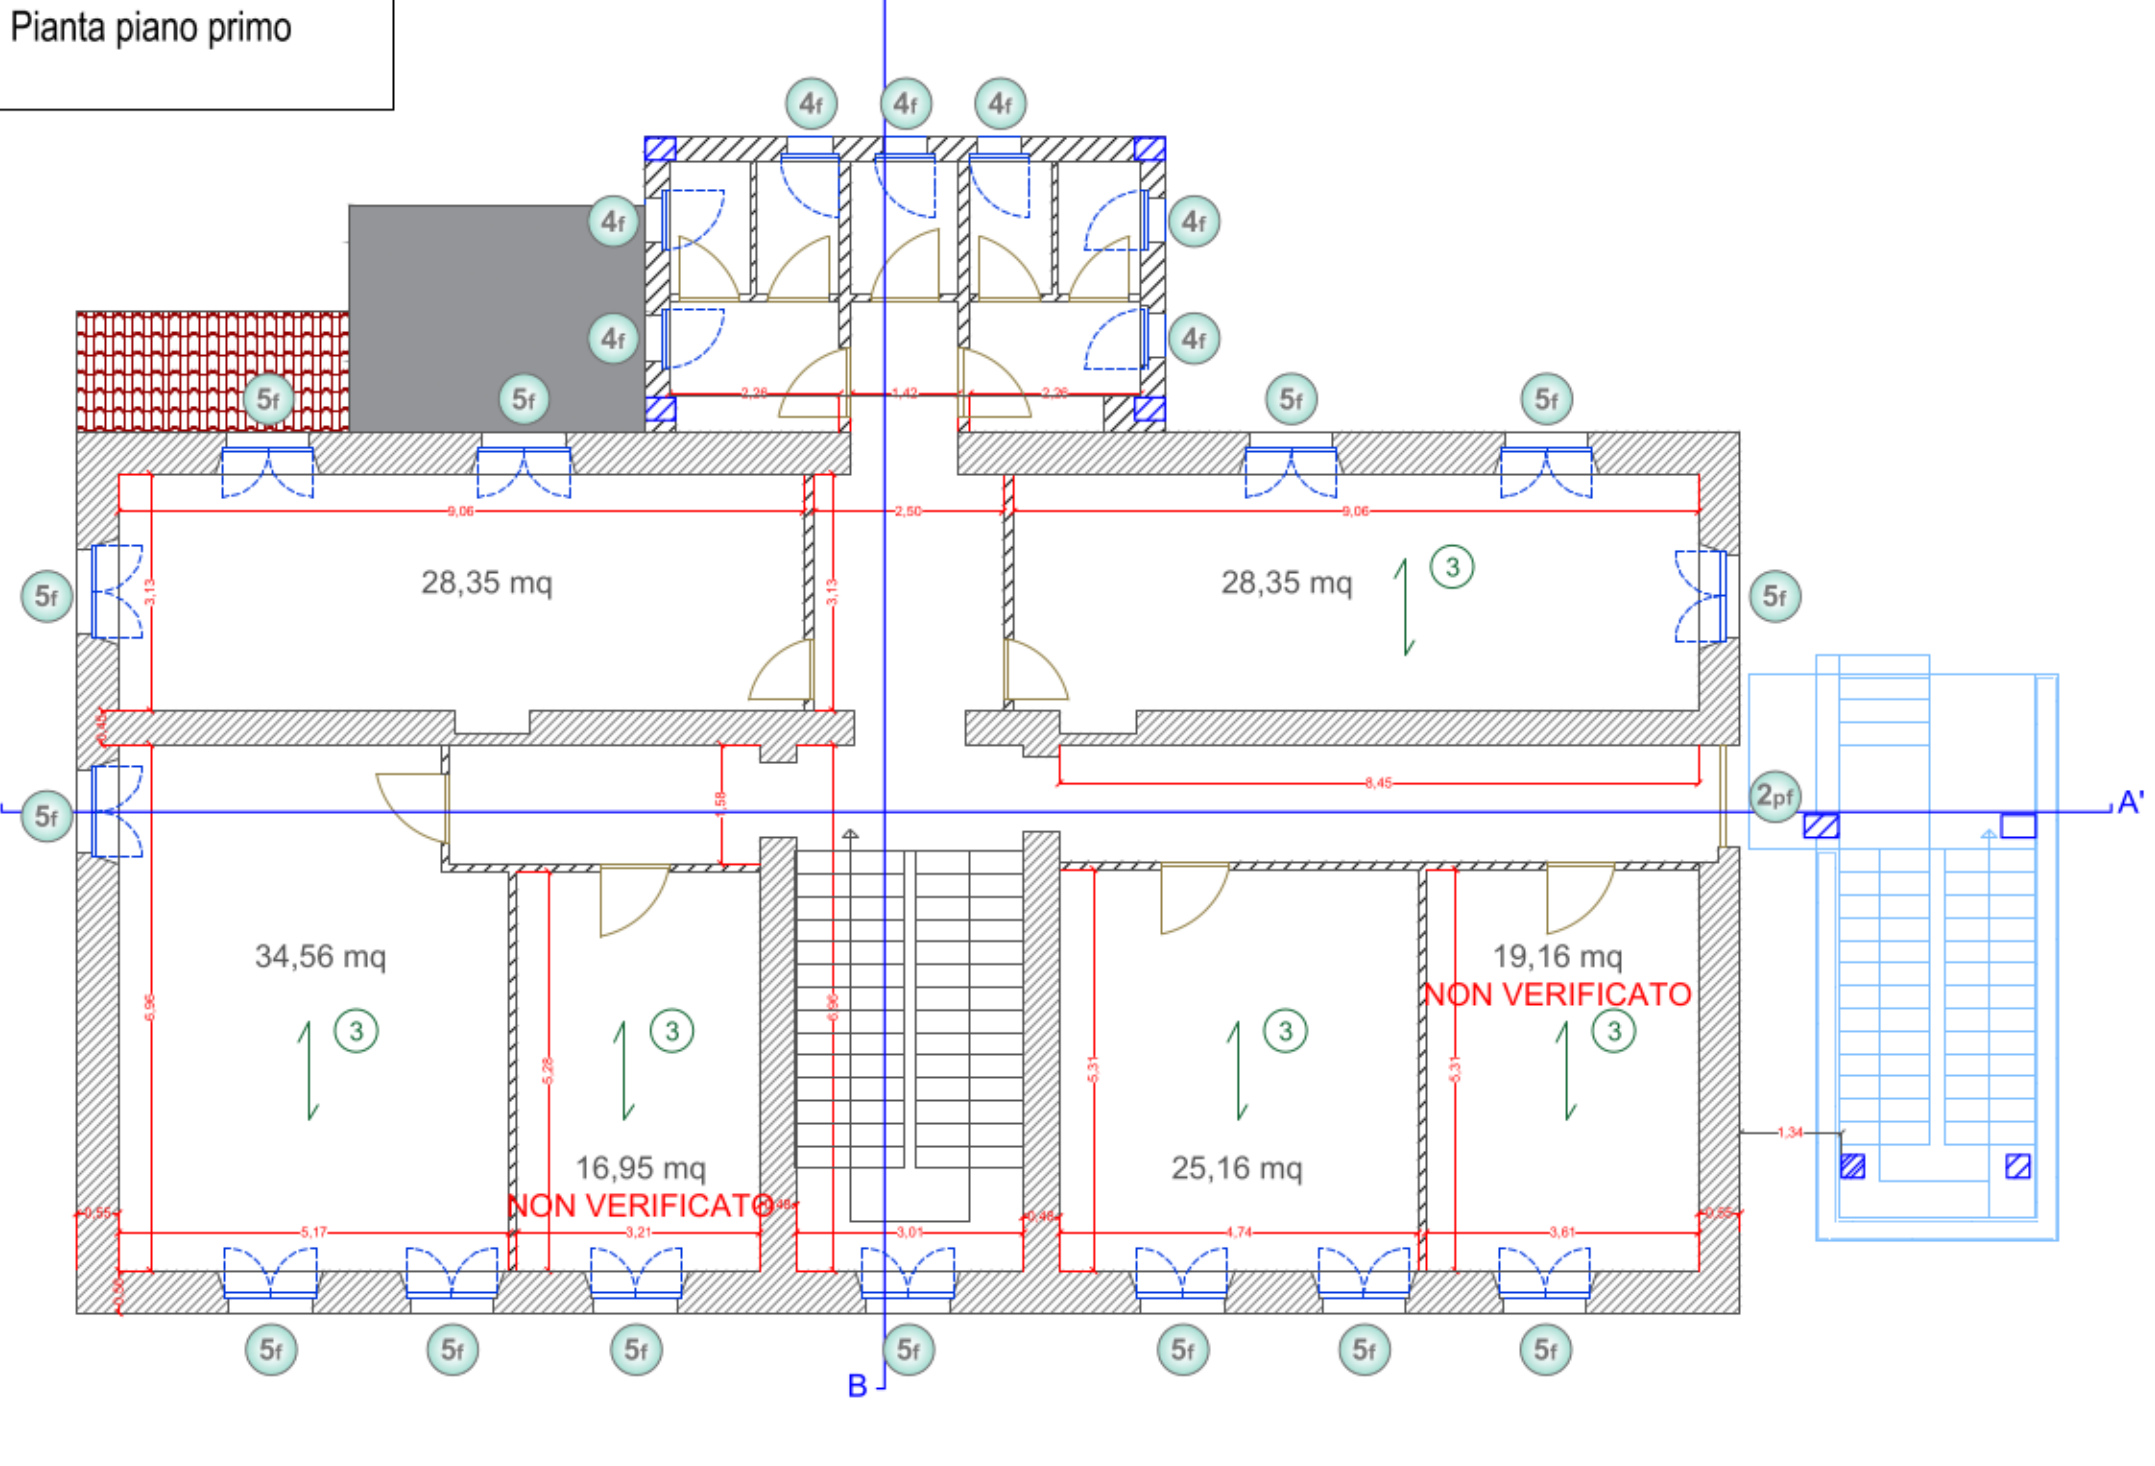 Pianta piano primo
4f 4f 4f
4f 4f
4f 4f
2,26 1,42 2,26
5f 5f 5f 5f
9,06 2,50 9,06
28,35 mq 28,35 mq 3
3,13 3,13
5f 5f
0,45
8,45
1,58
5f 2pf A'
34,56 mq 19,16 mq
NON VERIFICATO
6,96 6,96
3 3 3 3
5,28 5,31 5,31
1,34
16,95 mq 25,16 mq
NON VERIFICATO
0,55 0,48 0,48 0,55
5,17 3,21 3,01 4,74 3,61
5f 5f 5f 5f 5f 5f 5f
B